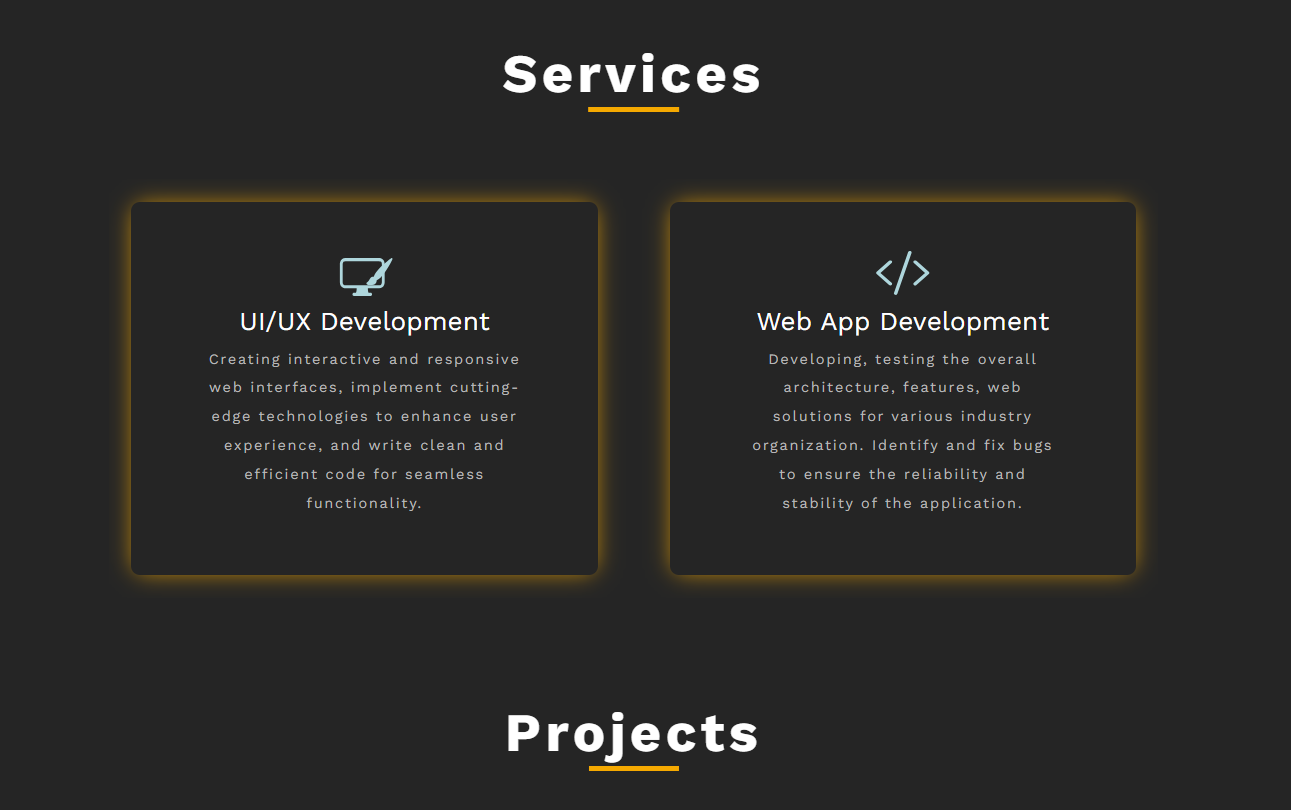 Services
UI/UX Development
Creating interactive and responsive
web interfaces, implement cutting-
edge technologies to enhance user
experience, and write clean and
efficient code for seamless
functionality.
Web App Development
Developing, testing the overall
architecture, features, web
solutions for various industry
organization. Identify and fix bugs
to ensure the reliability and
stability of the application.
Projects